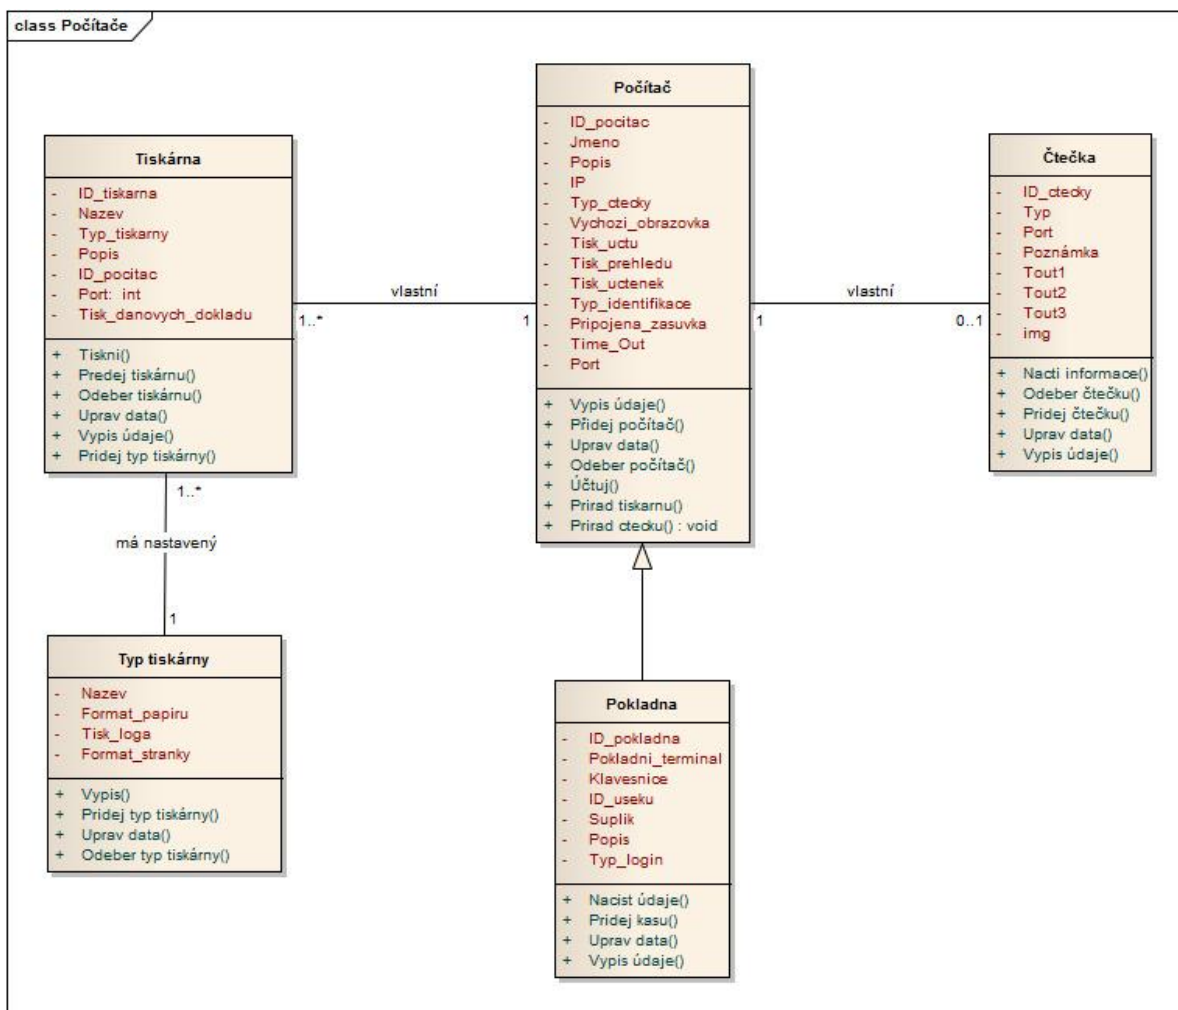 class Počítače
Tiskárna
- ID_tiskarna
- Nazev
- Typ_tiskarny
- Popis
- ID_pocitac
- Port: int
- Tisk_danovych_dokladu
+ Tiskni()
+ Predej tiskárnu()
+ Odeber tiskárnu()
+ Uprav data()
+ Vypis údaje()
+ Pridej typ tiskárny()
vlastní
1..*
1
Počítač
- ID_pocitac
- Jmeno
- Popis
- IP
- Typ_ctecky
- Vychozi_obrazovka
- Tisk_uctu
- Tisk_prehledu
- Tisk_uctenek
- Typ_identifikace
- Pripojena_zasuvka
- Time_Out
- Port
+ Vypis údaje()
+ Přidej počítač()
+ Uprav data()
+ Odeber počítač()
+ Účtuj()
+ Prirad tiskarnu()
+ Prirad ctecku() : void
vlastní
1
0..1
Čtečka
- ID_ctecky
- Typ
- Port
- Poznámka
- Tout1
- Tout2
- Tout3
- img
+ Nacti informace()
+ Odeber čtečku()
+ Pridej čtečku()
+ Uprav data()
+ Vypis údaje()
1..*
má nastavený
1
Typ tiskárny
- Nazev
- Format_papiru
- Tisk_loga
- Format_stranky
+ Vypis()
+ Pridej typ tiskárny()
+ Uprav data()
+ Odeber typ tiskárny()
Pokladna
- ID_pokladna
- Pokladni_terminal
- Klavesnice
- ID_useku
- Suplik
- Popis
- Typ_login
+ Nacist údaje()
+ Pridej kasu()
+ Uprav data()
+ Vypis údaje()